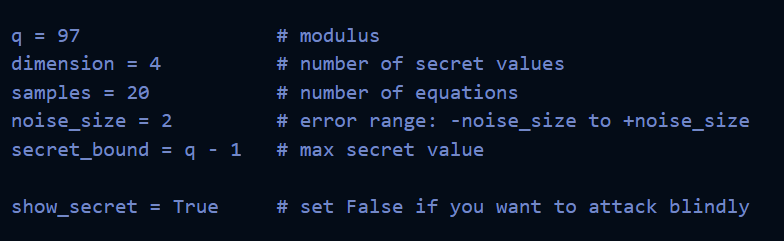 q = 97                # modulus
dimension = 4         # number of secret values
samples = 20          # number of equations
noise_size = 2        # error range: -noise_size to +noise_size
secret_bound = q - 1  # max secret value

show_secret = True    # set False if you want to attack blindly